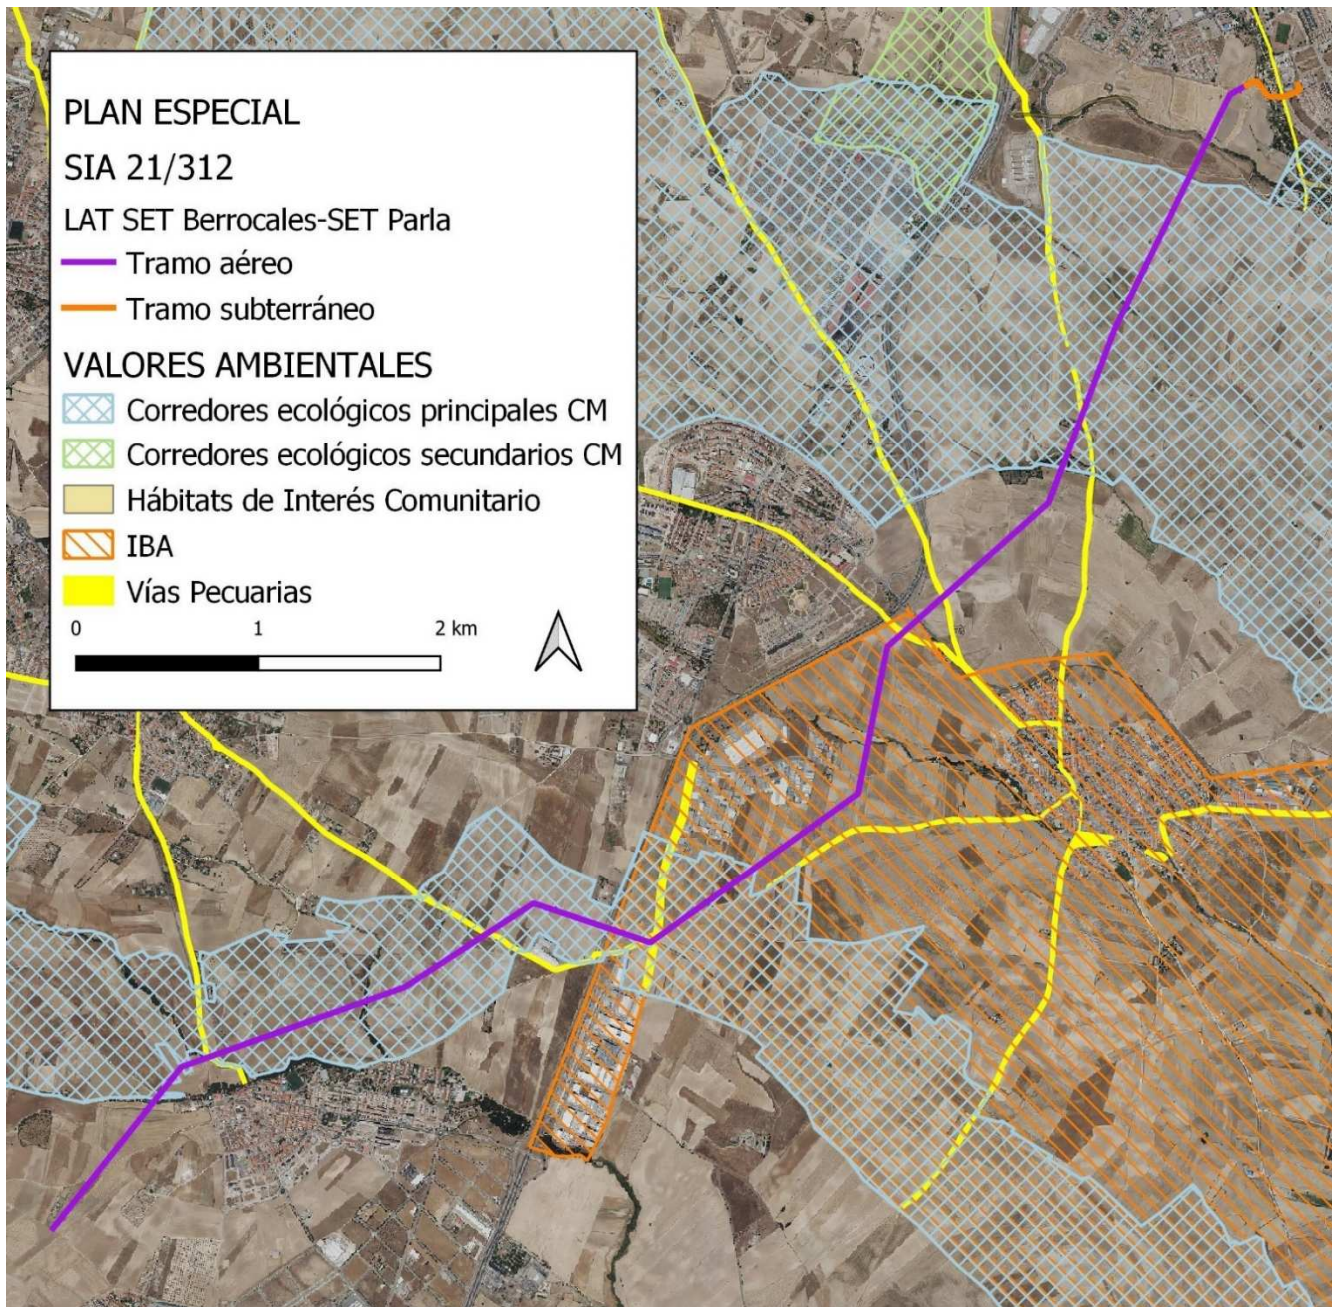 PLAN ESPECIAL
SIA 21/312
LAT SET Berrocales-SET Parla
Tramo aéreo
Tramo subterráneo
VALORES AMBIENTALES
Corredores ecológicos principales CM
Corredores ecológicos secundarios CM
Hábitats de Interés Comunitario
IBA
Vías Pecuarias
0 1 2 km